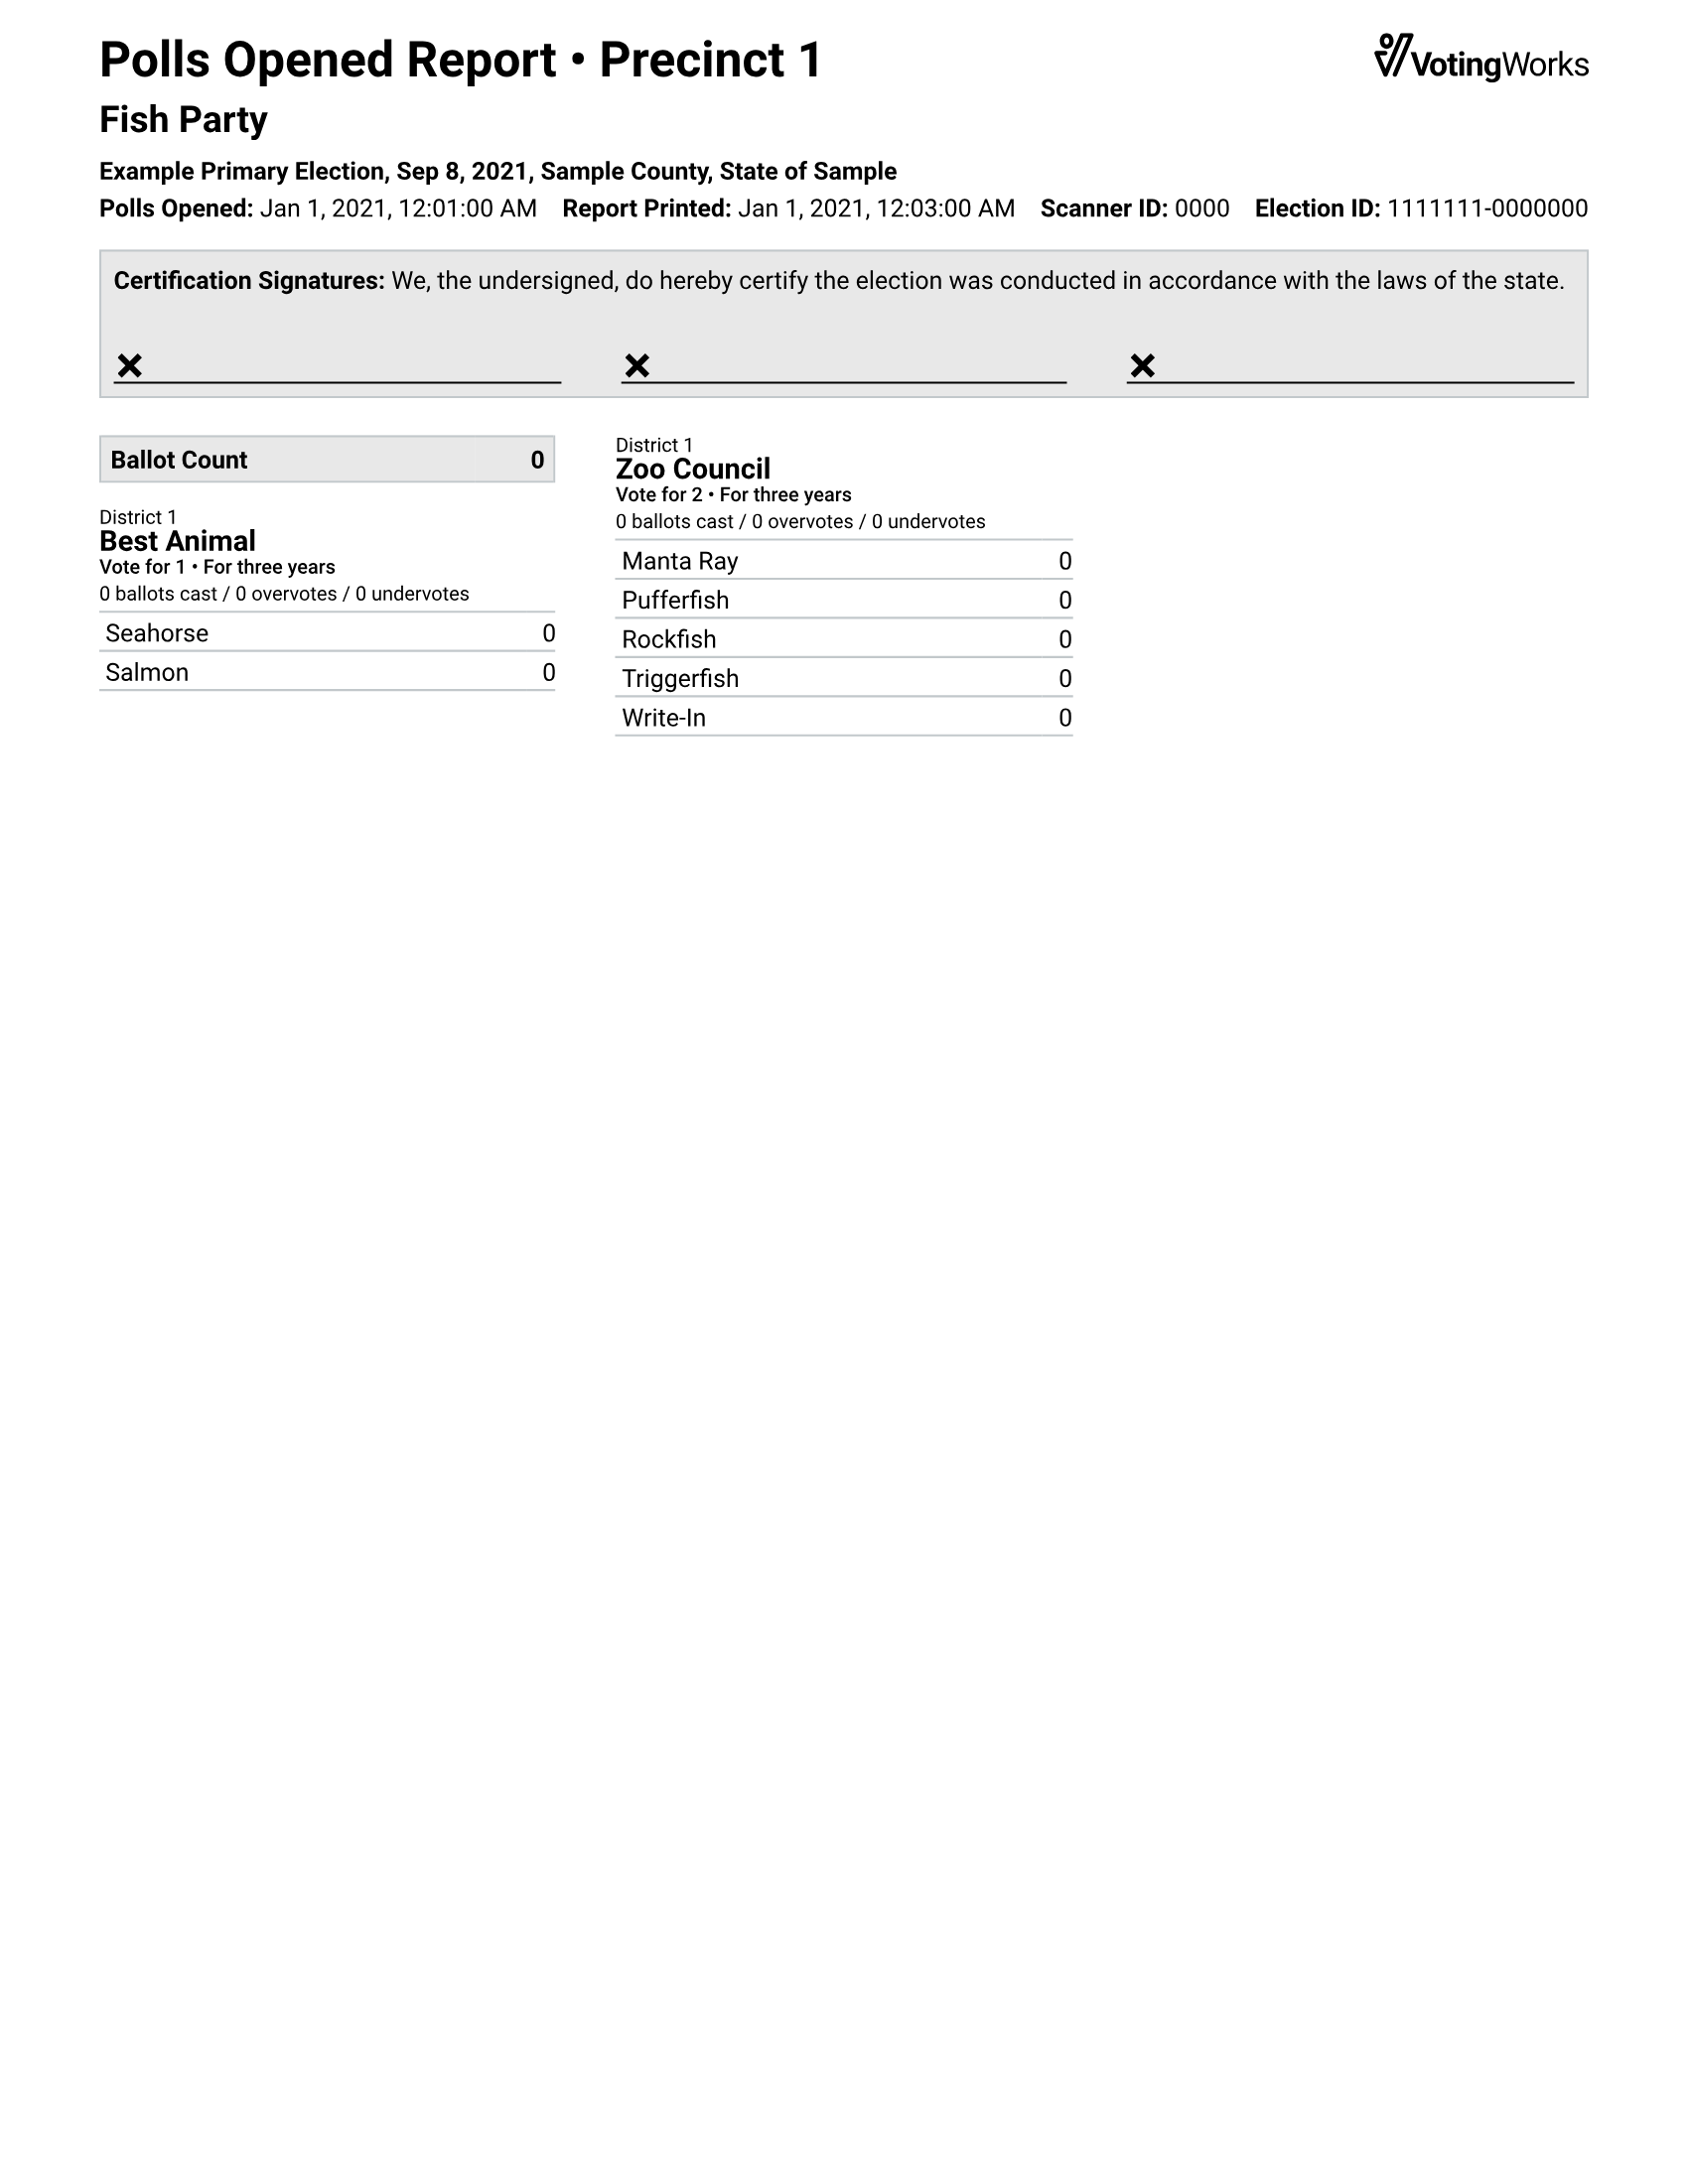 Polls Opened Report • Precinct 1
VotingWorks
Fish Party
Example Primary Election, Sep 8, 2021, Sample County, State of Sample
Polls Opened: Jan 1, 2021, 12:01:00 AM Report Printed: Jan 1, 2021, 12:03:00 AM Scanner ID: 0000 Election ID: 1111111-0000000
Certification Signatures: We, the undersigned, do hereby certify the election was conducted in accordance with the laws of the state.
Ballot Count 0
District 1
Best Animal
Vote for 1 • For three years
0 ballots cast / 0 overvotes / 0 undervotes
Seahorse 0
Salmon 0
District 1
Zoo Council
Vote for 2 • For three years
0 ballots cast / 0 overvotes / 0 undervotes
Manta Ray 0
Pufferfish 0
Rockfish 0
Triggerfish 0
Write-In 0